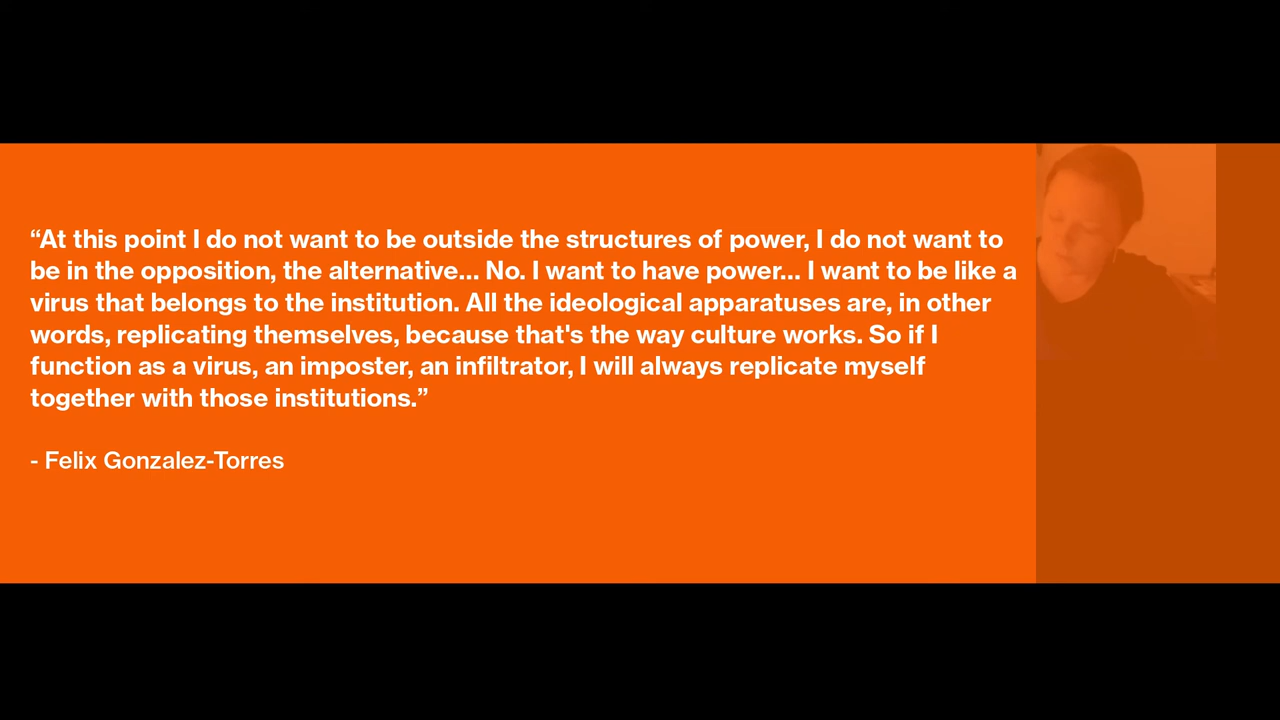 “At this point I do not want to be outside the structures of power, I do not want to
be in the opposition, the alternative... No. I want to have power... I want to be like a
virus that belongs to the institution. All the ideological apparatuses are, in other
words, replicating themselves, because that's the way culture works. So if I
function as a virus, an imposter, an infiltrator, I will always replicate myself
together with those institutions.”
- Felix Gonzalez-Torres